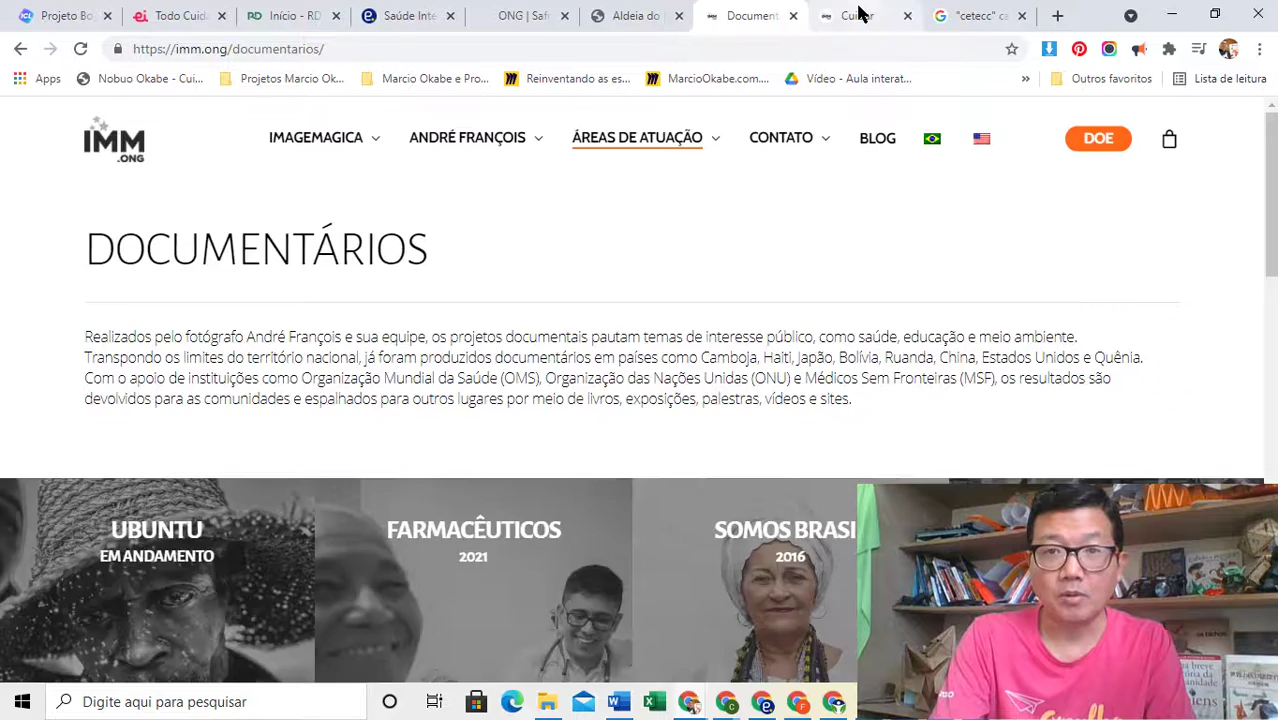 Projeto Bo
Todo Cuida
Início - RD
Saúde Inte
ONG | Safr
Aldeia do
Document
"cetecc" ca
https://imm.ong/documentarios/
Apps
Nobuo Okabe - Cui...
Projetos Marcio Ok...
Marcio Okabe e Pro...
Reinventando as es...
MarcioOkabe.com....
Vídeo - Aula interat...
»
Outros favoritos
Lista de leitura
IMM
.ONG
IMAGEMAGICA
ANDRÉ FRANÇOIS
ÁREAS DE ATUAÇÃO
CONTATO
BLOG
DOE
DOCUMENTÁRIOS
Realizados pelo fotógrafo André François e sua equipe, os projetos documentais pautam temas de interesse público, como saúde, educação e meio ambiente.
Transpondo os limites do território nacional, já foram produzidos documentários em países como Camboja, Haiti, Japão, Bolívia, Ruanda, China, Estados Unidos e Quênia.
Com o apoio de instituições como Organização Mundial da Saúde (OMS), Organização das Nações Unidas (ONU) e Médicos Sem Fronteiras (MSF), os resultados são
devolvidos para as comunidades e espalhados para outros lugares por meio de livros, exposições, palestras, vídeos e sites.
UBUNTU
EM ANDAMENTO
FARMACÊUTICOS
2021
SOMOS BRASI
2016
Digite aqui para pesquisar